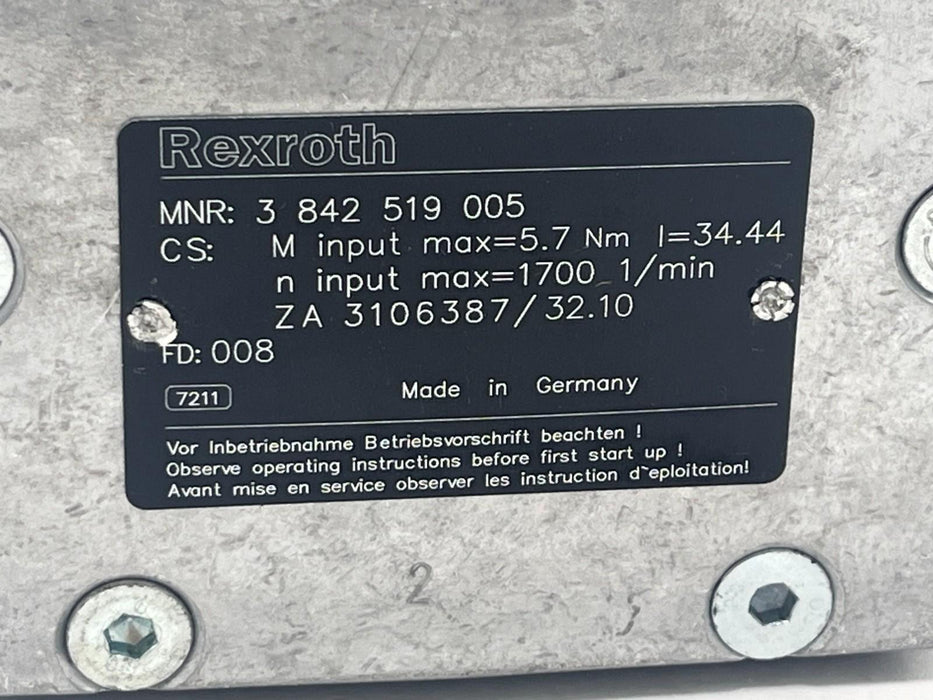 Rexroth
MNR: 3 842 519 005
CS: M input max=5.7 Nm I=34.44
n input max=1700 1/min
ZA 3106387/32.10
FD: 008
7211 Made in Germany
Vor Inbetriebnahme Betriebsvorschrift beachten !
Observe operating instructions before first start up !
Avant mise en service observer les instruction d~eploitation!
2